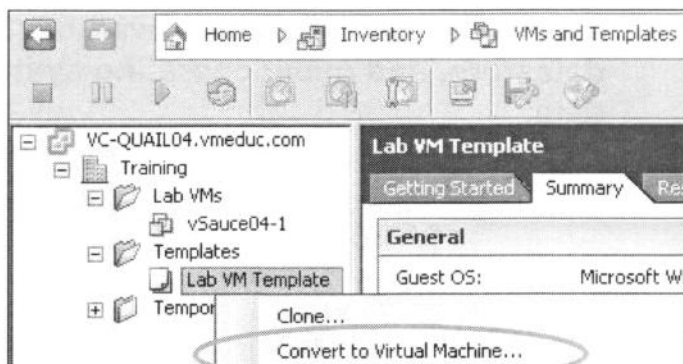 Home Inventory VMs and Templates
VC-QUAIL04.vmeduc.com
Training
Lab VMs
vSauce04-1
Templates
Lab VM Template
Lab VM Template
Getting Started Summary
General
Guest OS: Microsoft
Clone...
Convert to Virtual Machine...